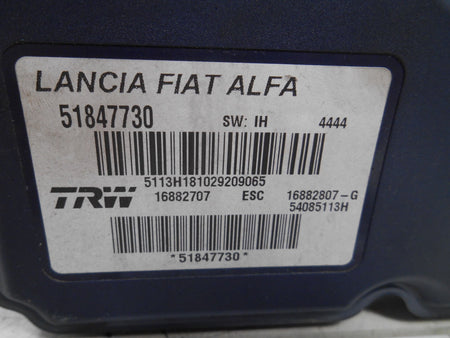 LANCIA FIAT ALFA
51847730 SW: IH 4444
5113H181029209065
TRW 16882707 ESC 16882807-G
54085113H
*51847730*